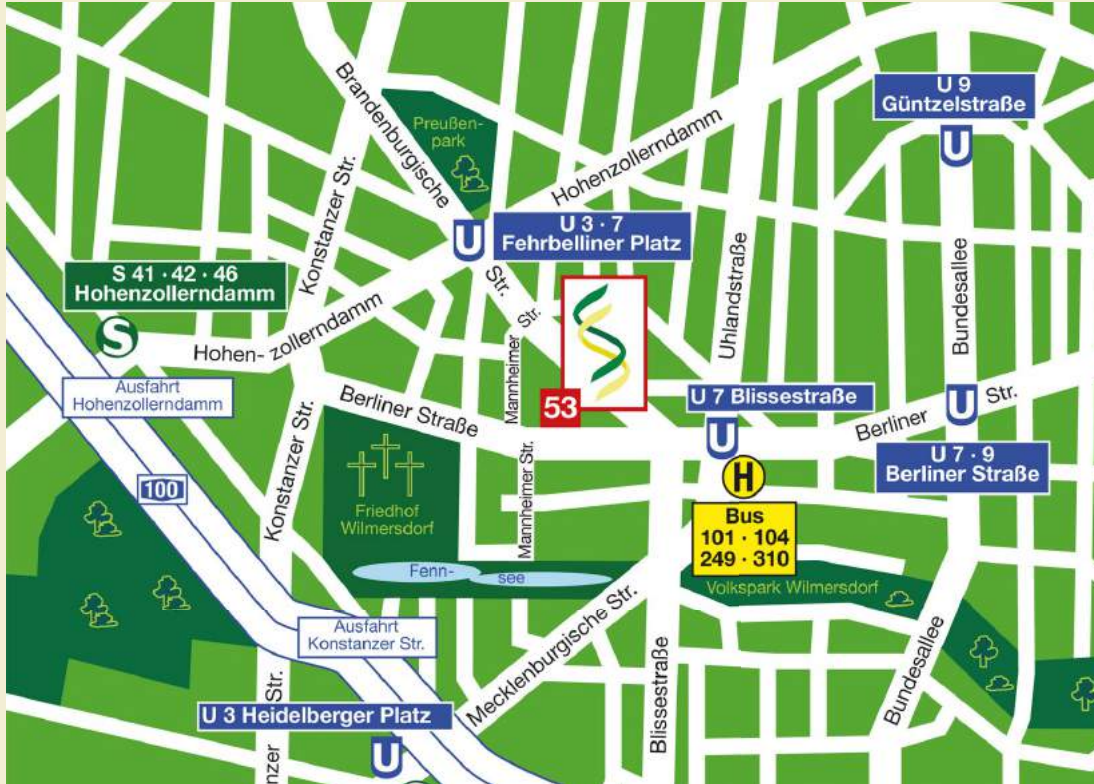 U 9
Güntzelstraße
Brandenburgische
Str.
Preußen-
park
Hohenzollerndamm
Konstanzer Str.
U
U
U 3 · 7
Fehrbelliner Platz
S 41 · 42 · 46
Hohenzollerndamm
S
Hohen- zollerndamm
Ausfahrt
Hohenzollerndamm
Str.
Mannheimer
53
Uhlandstraße
Bundesallee
U 7 Blissestraße
U
Berliner Straße
Berliner
Str.
U
U 7 · 9
Berliner Straße
Konstanzer Str.
100
Friedhof
Wilmersdorf
Mannheimer Str.
H
Bus
101 · 104
249 · 310
Fenn-
see
Volkspark Wilmersdorf
Ausfahrt
Konstanzer Str.
Mecklenburgische Str.
Blissestraße
Bundesallee
U 3 Heidelberger Platz
U
Str.
nzer